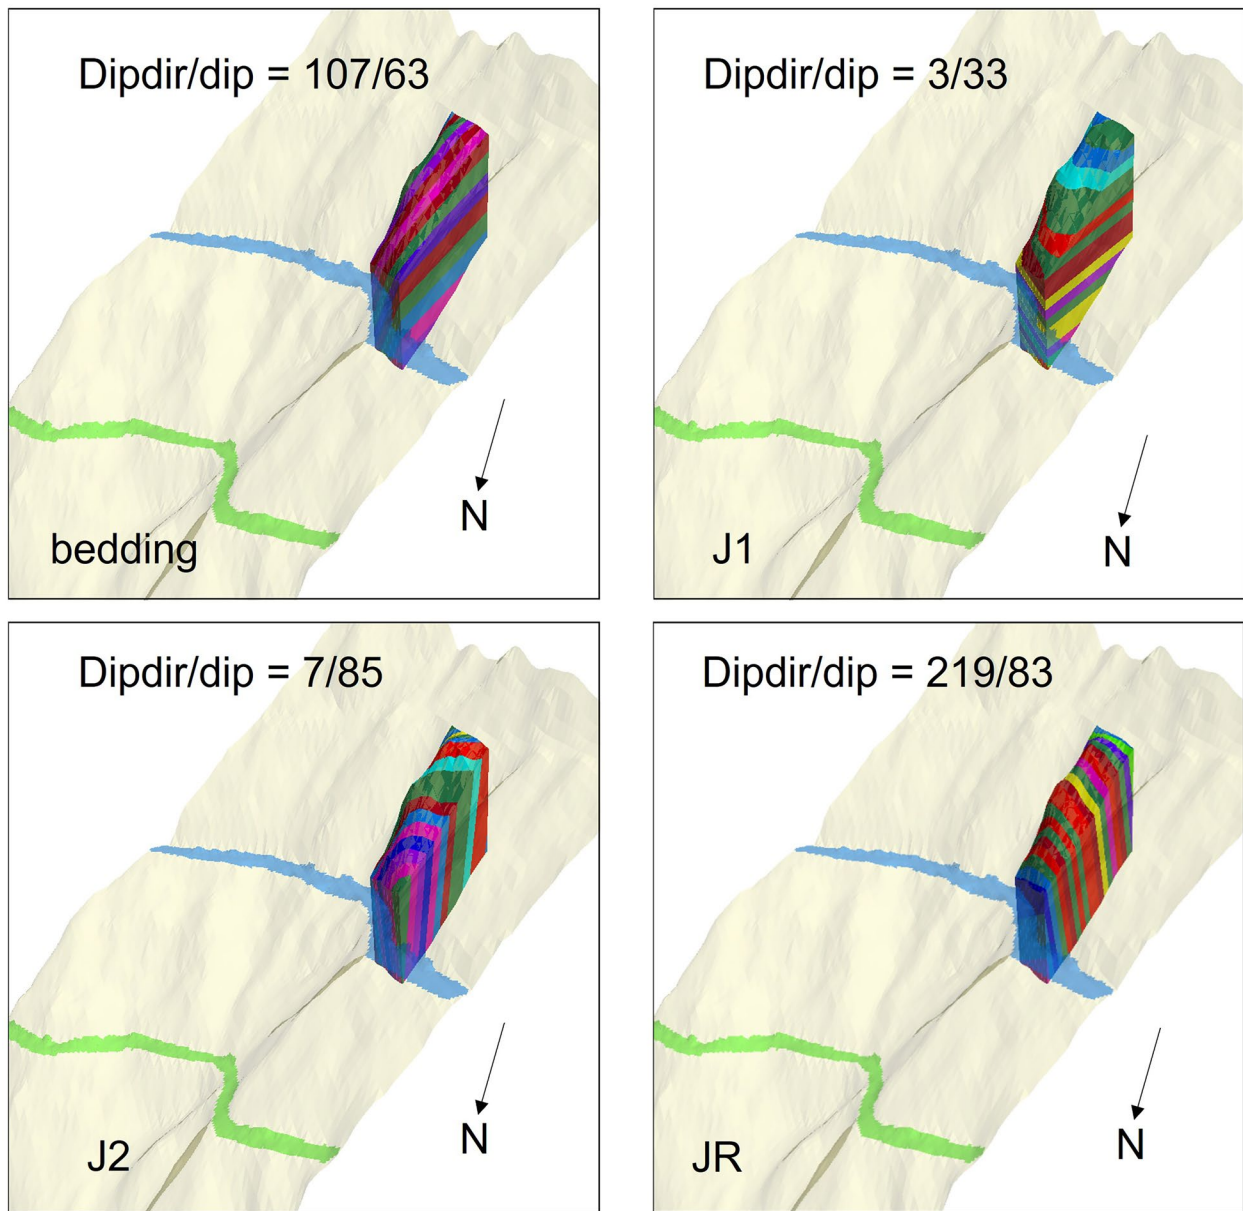 Dipdir/dip = 107/63
N
bedding
Dipdir/dip = 3/33
N
J1
Dipdir/dip = 7/85
N
J2
Dipdir/dip = 219/83
N
JR